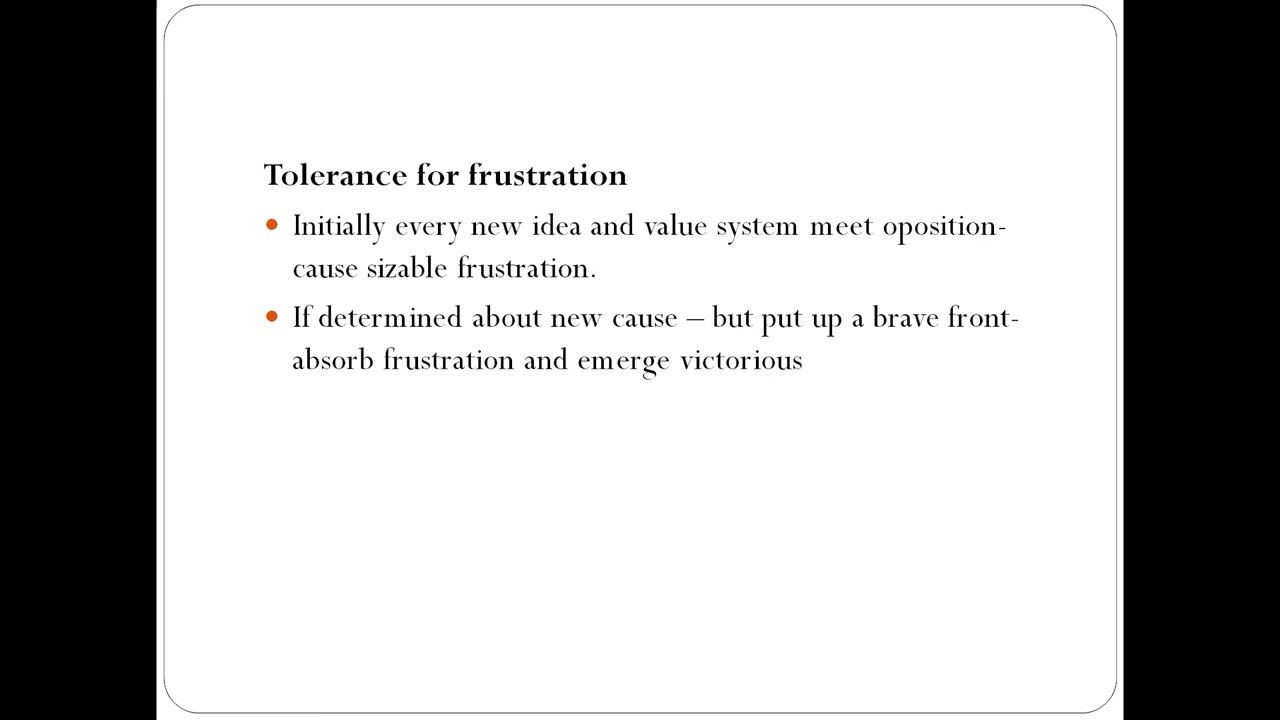 Tolerance for frustration
• Initially every new idea and value system meet oposition-
cause sizable frustration.
• If determined about new cause – but put up a brave front-
absorb frustration and emerge victorious